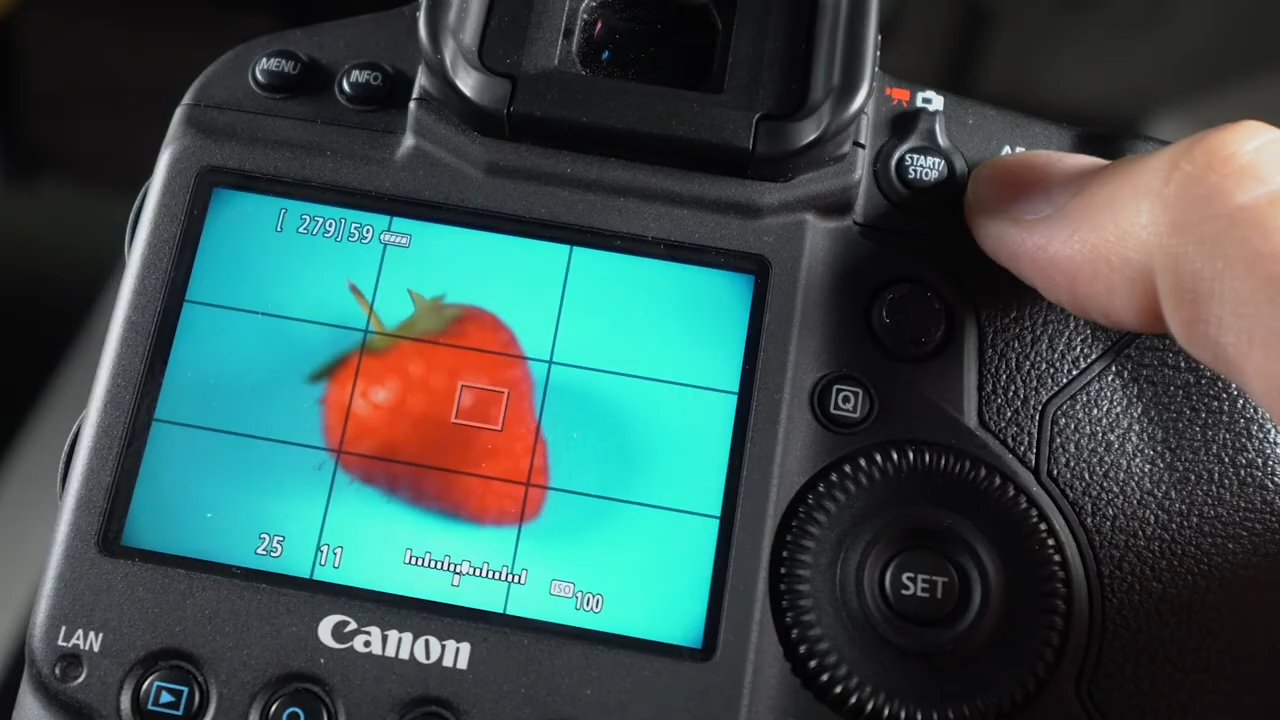 MENU
INFO.
START/
STOP
[ 279]59
Q
25 11
ISO 100
SET
Canon
LAN